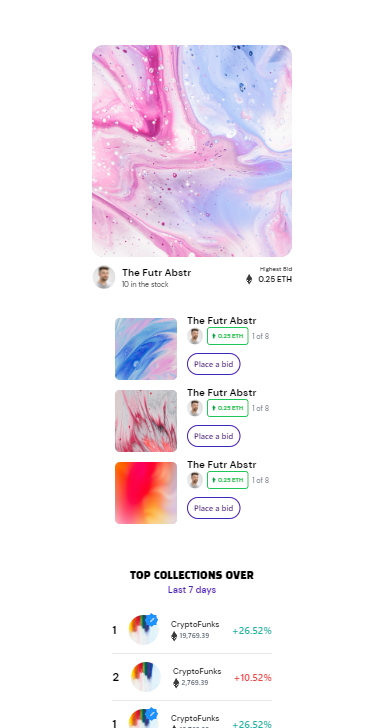 The Futr Abstr
10 in the stock
Highest Bid
0.25 ETH
The Futr Abstr
0.25 ETH
1 of 8
Place a bid
The Futr Abstr
0.25 ETH
1 of 8
Place a bid
The Futr Abstr
0.25 ETH
1 of 8
Place a bid
TOP COLLECTIONS OVER
Last 7 days
1
CryptoFunks
19,769.39
+26.52%
2
CryptoFunks
2,769.39
+10.52%
1
CryptoFunks
+26.52%